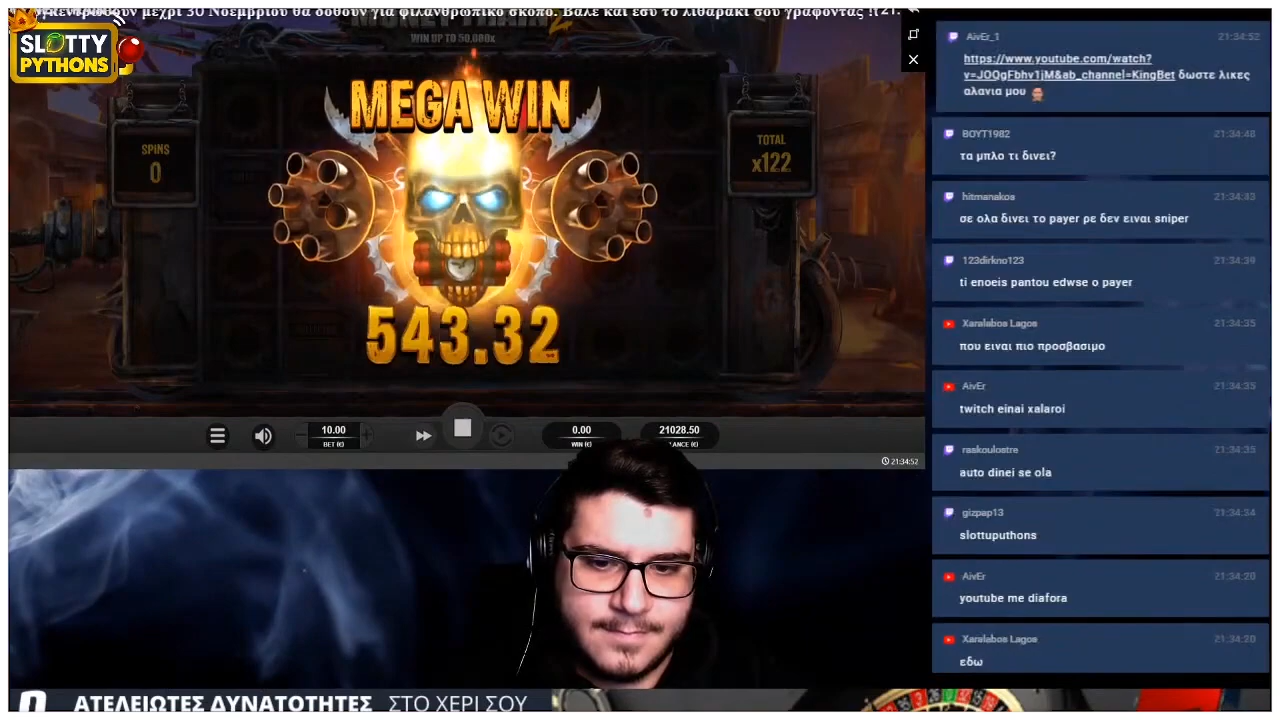 μέχρι 30 Νοεμβρίου θα δοθούν για φιλανθρωπικό σκοπό. Βάλε και εσύ το λιθαράκι σου γράφοντας
SLOTTY
PYTHONS
WIN UP TO 50.000x
MEGA WIN
SPINS
0
TOTAL
x122
543.32
10.00
BET (€)
0.00
WIN (€)
21028.50
21:34:52
ΑΤΕΛΕΙΩΤΕΣ ΔΥΝΑΤΟΤΗΤΕΣ ΣΤΟ ΧΕΡΙ ΣΟΥ
AivEr_1 21:34:52
https://www.youtube.com/watch?
v=JOQgFbhv1jM&ab_channel=KingBet δωστε λικες
αλανια μου
BOYT1982 21:34:48
τα μπλο τι δινει?
hitmanakos 21:34:43
σε ολα δινει το payer ρε δεν ειναι sniper
123dirkno123 21:34:39
ti enoeis pantou edwse o payer
Xaralabos Lagos 21:34:35
που ειναι πιο προσβασιμο
AivEr 21:34:35
twitch einai xalaroi
raskoulostre 21:34:35
auto dinei se ola
gizpap13 21:34:34
slottuputhons
AivEr 21:34:20
youtube me diafora
Xaralabos Lagos 21:34:20
εδω